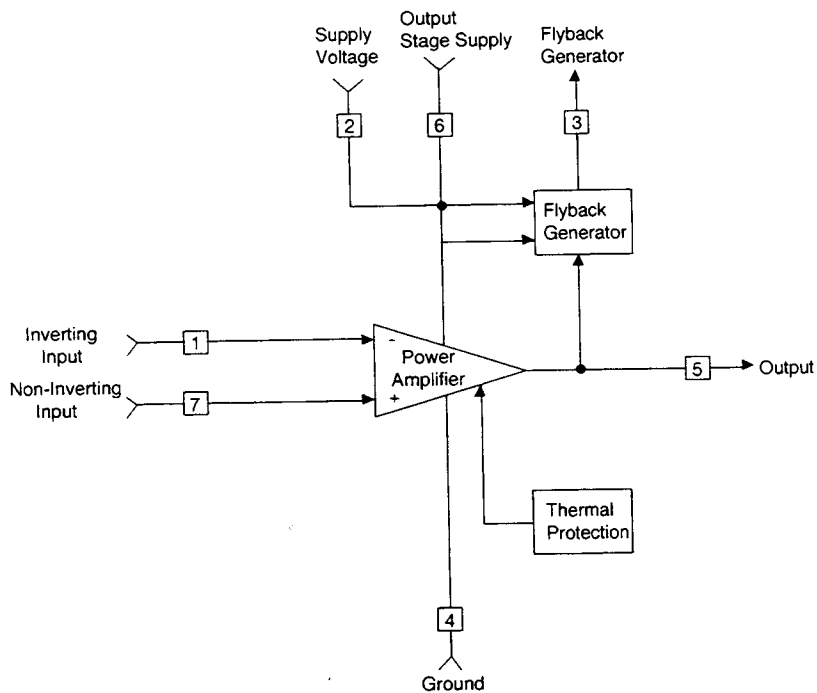 Supply
Voltage
Output
Stage Supply
Flyback
Generator
2
6
3
Flyback
Generator
Inverting
Input
1
-
Power
Amplifier
5
Output
Non-Inverting
Input
7
+
Thermal
Protection
4
Ground